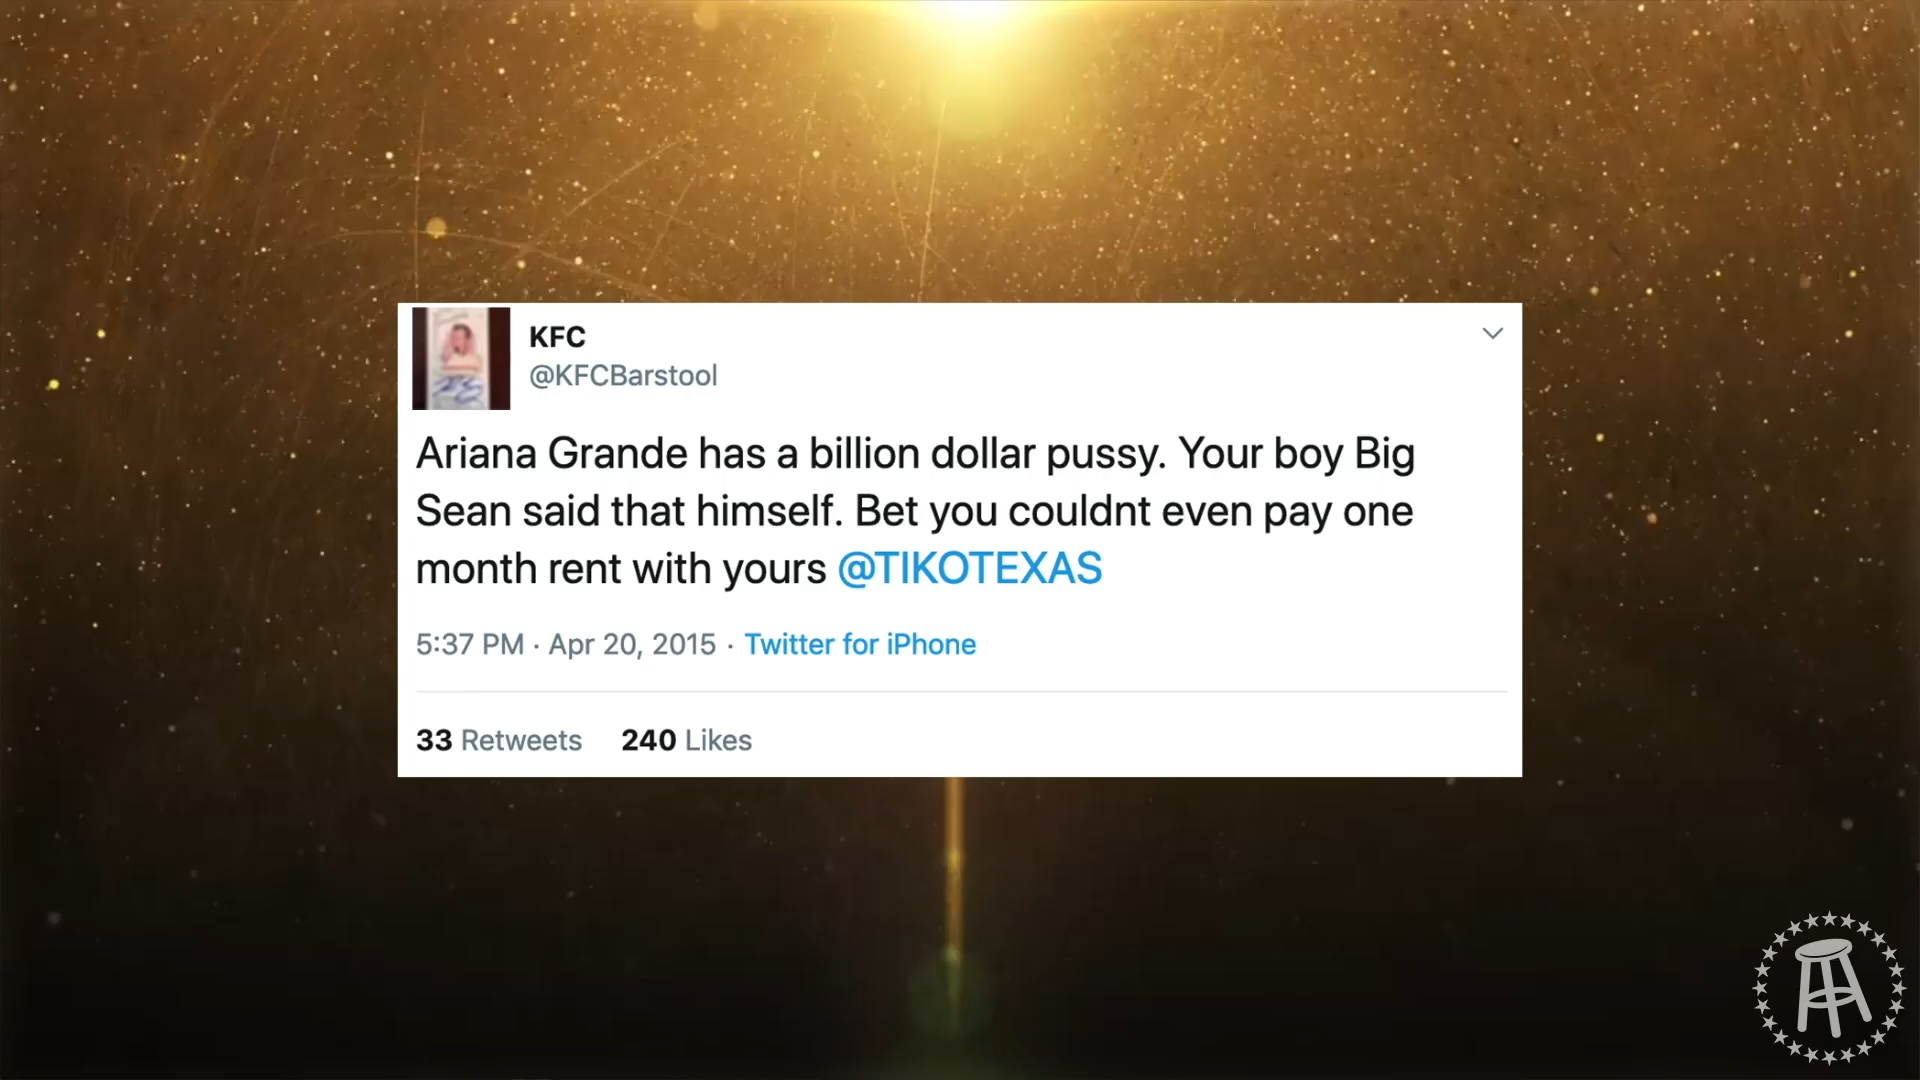 KFC
@KFCBarstool
Ariana Grande has a billion dollar pussy. Your boy Big
Sean said that himself. Bet you couldnt even pay one
month rent with yours @TIKOTEXAS
5:37 PM · Apr 20, 2015 · Twitter for iPhone
33 Retweets 240 Likes